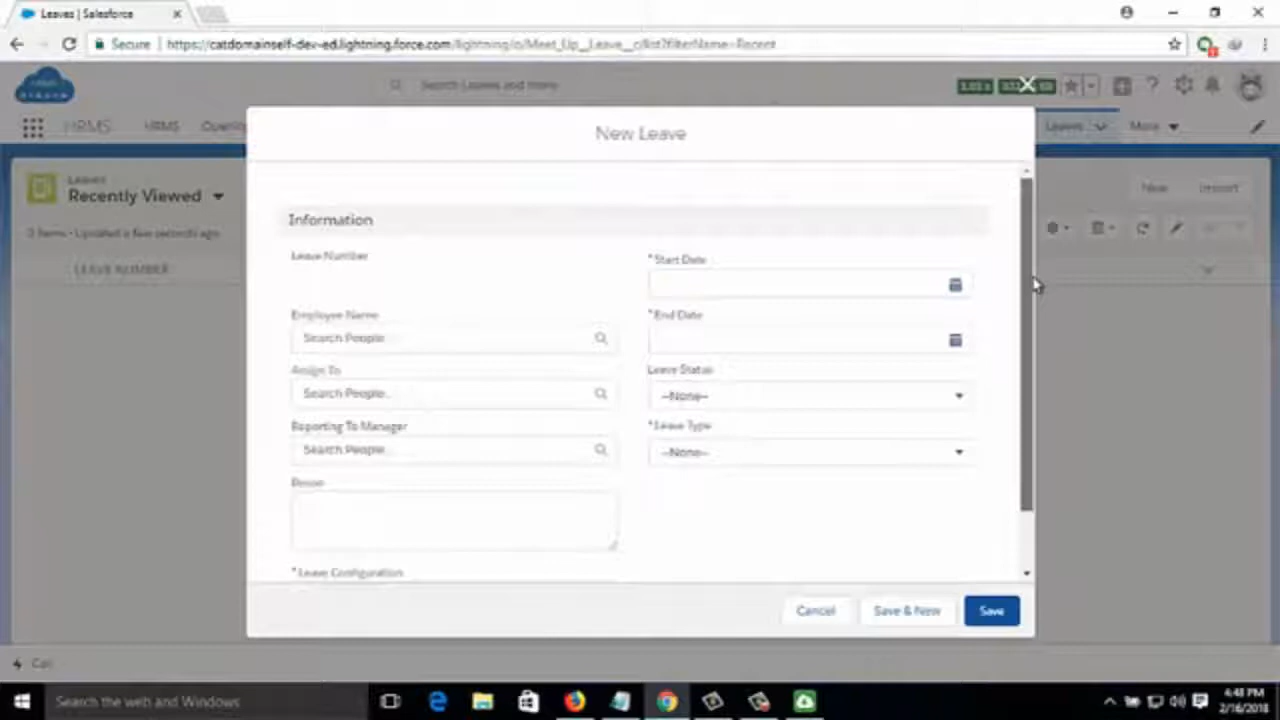 Leaves | Salesforce
Secure
https://catdomainself-dev-ed.lightning.force.com/lightning/o/Meet_Up__Leave__c/list?filterName=Recent
Search Leaves and more
HRMS
HRMS
Leaves
More
New Leave
Leaves
Recently Viewed
New
Import
0 items • Updated a few seconds ago
LEAVE NUMBER
Information
Leave Number
*Start Date
Employee Name
Search People...
*End Date
Assign To
Search People...
Leave Status
--None--
Reporting To Manager
Search People...
*Leave Type
--None--
Reason
*Leave Configuration
Cancel
Save & New
Save
Search the web and Windows
4:48 PM
2/16/2018